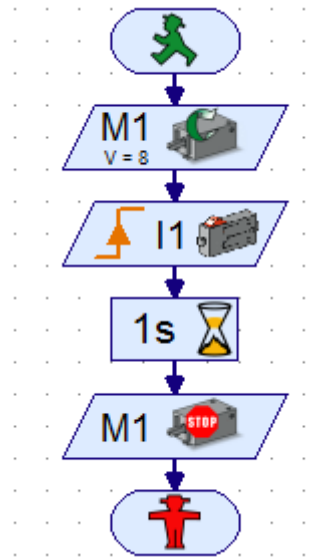 M1
V = 8
I1
1s
M1
STOP